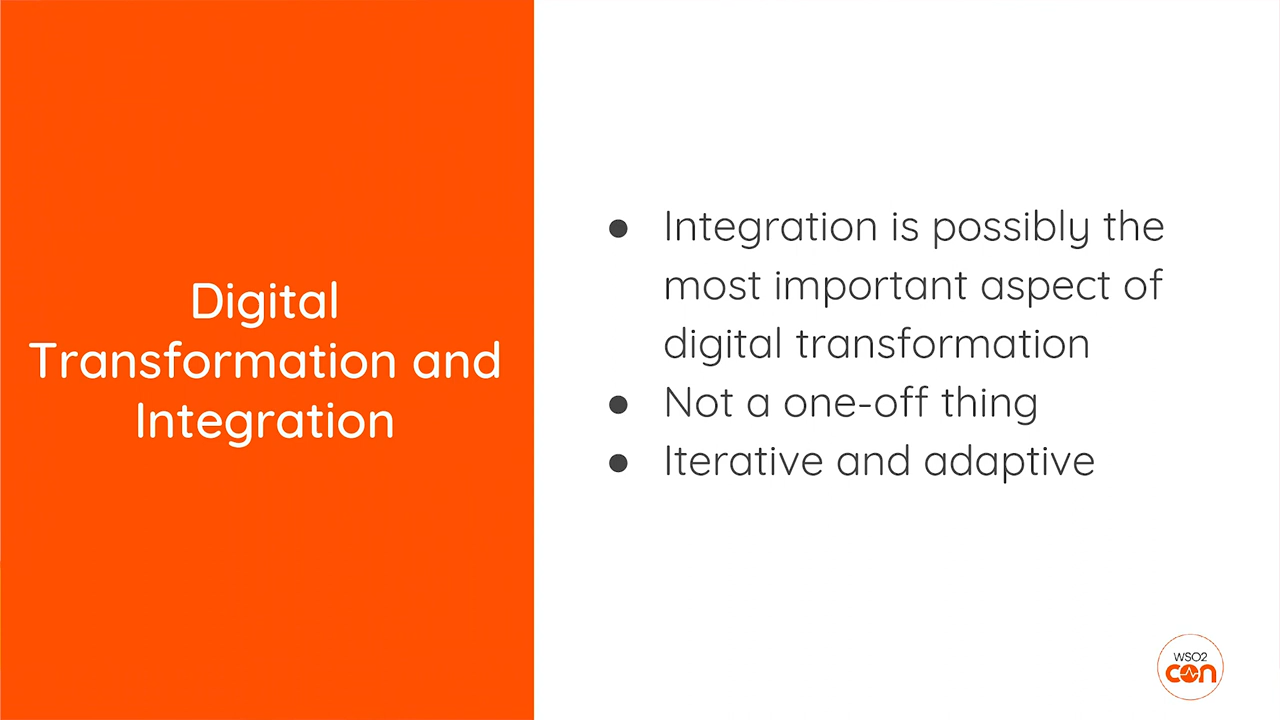 Digital
Transformation and
Integration
● Integration is possibly the
most important aspect of
digital transformation
● Not a one-off thing
● Iterative and adaptive
WSO2
con